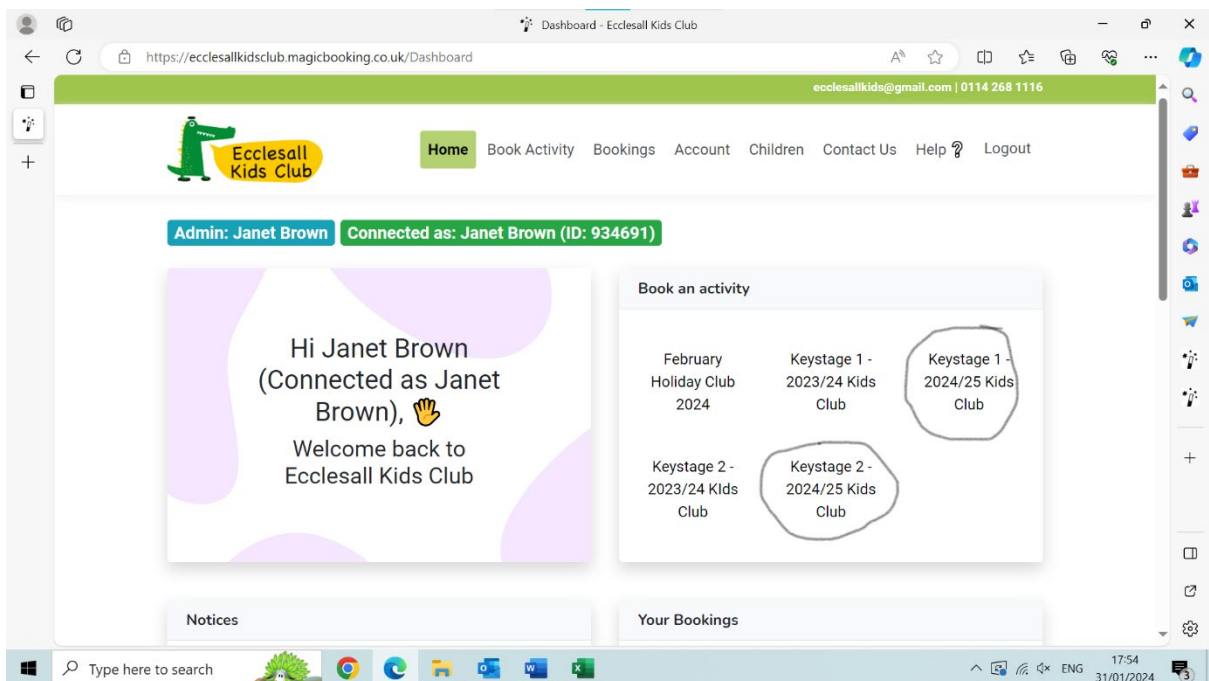 Dashboard - Ecclesall Kids Club
https://ecclesallkidsclub.magicbooking.co.uk/Dashboard
ecclesallkids@gmail.com | 0114 268 1116
Ecclesall
Kids Club
Home Book Activity Bookings Account Children Contact Us Help ? Logout
Admin: Janet Brown Connected as: Janet Brown (ID: 934691)
Hi Janet Brown
(Connected as Janet
Brown), 👋
Welcome back to
Ecclesall Kids Club
Book an activity
February
Holiday Club
2024
Keystage 1 -
2023/24 Kids
Club
Keystage 1 -
2024/25 Kids
Club
Keystage 2 -
2023/24 KIds
Club
Keystage 2 -
2024/25 Kids
Club
Notices
Your Bookings
Type here to search
ENG
17:54
31/01/2024
3